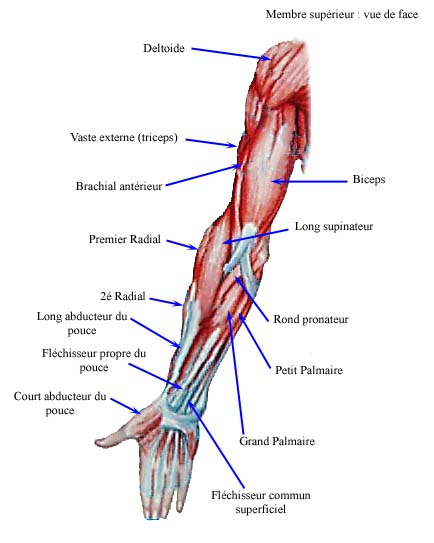 Membre supérieur : vue de face
Deltoide
Vaste externe (triceps)
Brachial antérieur
Biceps
Long supinateur
Premier Radial
2é Radial
Long abducteur du
pouce
Rond pronateur
Fléchisseur propre du
pouce
Petit Palmaire
Court abducteur du
pouce
Grand Palmaire
Fléchisseur commun
superficiel